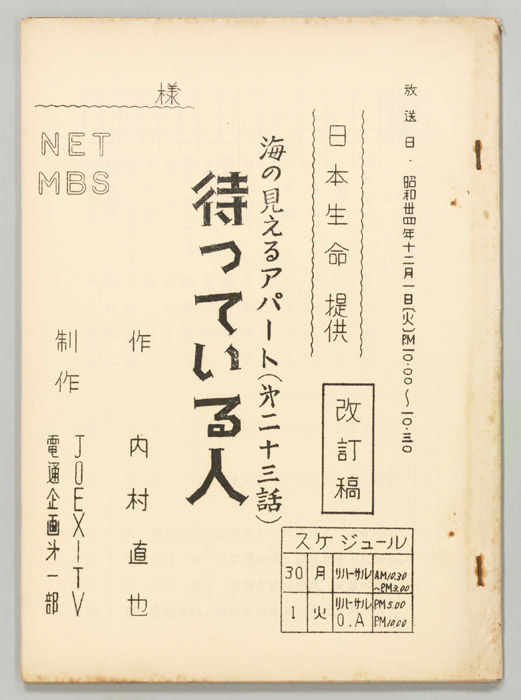 放送日・昭和卅四年十二月一日(火)PM10.00〜10.30
日本生命 提供
改訂稿
海の見えるアパート(才二十三話)
待っている人
様
NET
MBS
作 内村直也
制作 JOEX-TV
電通企画才一部
スケジュール
30 月 リハーサル AM10.30〜PM3.00
1 火 リハーサル PM5.00
O.A PM10.00